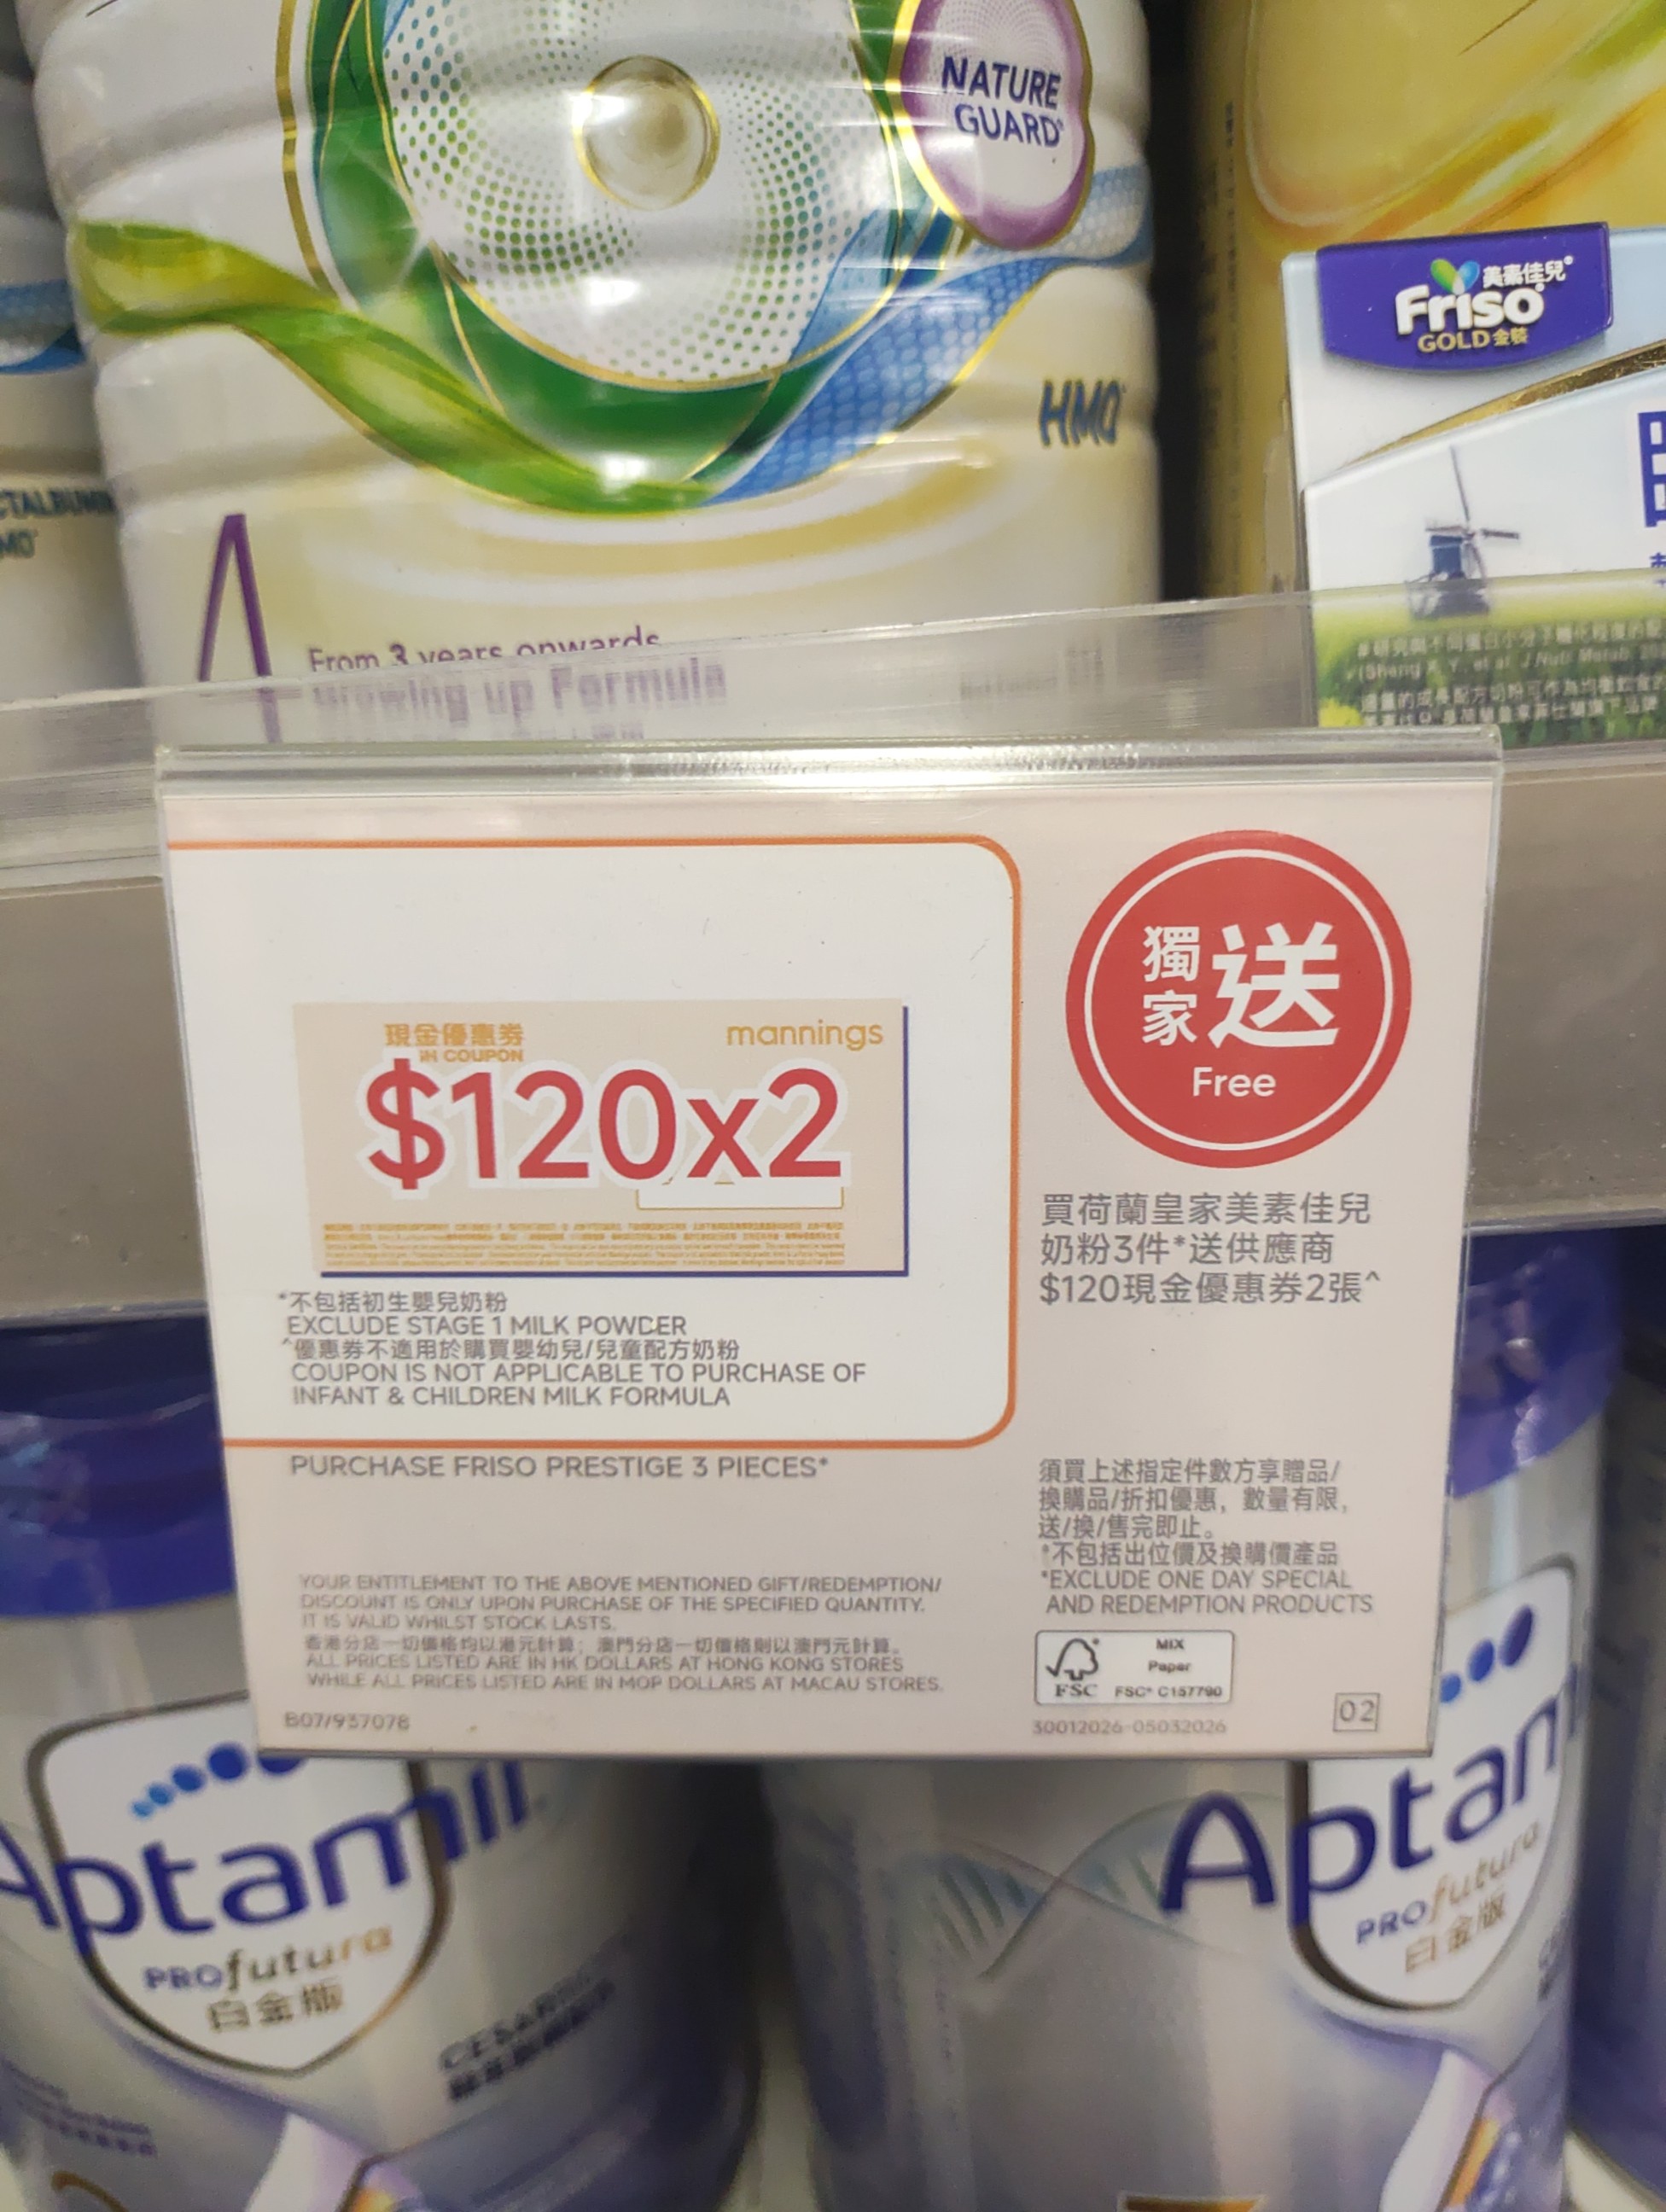 NATURE
GUARD
HMO
From 3 years onwards
Growing-up Formula
美素佳兒
Friso
GOLD 金裝
現金優惠券
COUPON
mannings
$120x2
獨家送
Free
買荷蘭皇家美素佳兒
奶粉3件*送供應商
$120現金優惠券2張^
*不包括初生嬰兒奶粉
EXCLUDE STAGE 1 MILK POWDER
^優惠券不適用於購買嬰幼兒/兒童配方奶粉
COUPON IS NOT APPLICABLE TO PURCHASE OF
INFANT & CHILDREN MILK FORMULA
PURCHASE FRISO PRESTIGE 3 PIECES*
須買上述指定件數方享贈品/
換購品/折扣優惠，數量有限，
送/換/售完即止。
*不包括出位價及換購價產品
*EXCLUDE ONE DAY SPECIAL
AND REDEMPTION PRODUCTS
YOUR ENTITLEMENT TO THE ABOVE MENTIONED GIFT/REDEMPTION/
DISCOUNT IS ONLY UPON PURCHASE OF THE SPECIFIED QUANTITY.
IT IS VALID WHILST STOCK LASTS.
香港分店一切價格均以港元計算；澳門分店一切價格則以澳門元計算。
ALL PRICES LISTED ARE IN HK DOLLARS AT HONG KONG STORES
WHILE ALL PRICES LISTED ARE IN MOP DOLLARS AT MACAU STORES.
B07/937078
FSC
MIX
Paper
FSC® C157790
30012026-05032026
02
Aptamil
PROfutura
白金版
Aptam
PROfutura
白金版